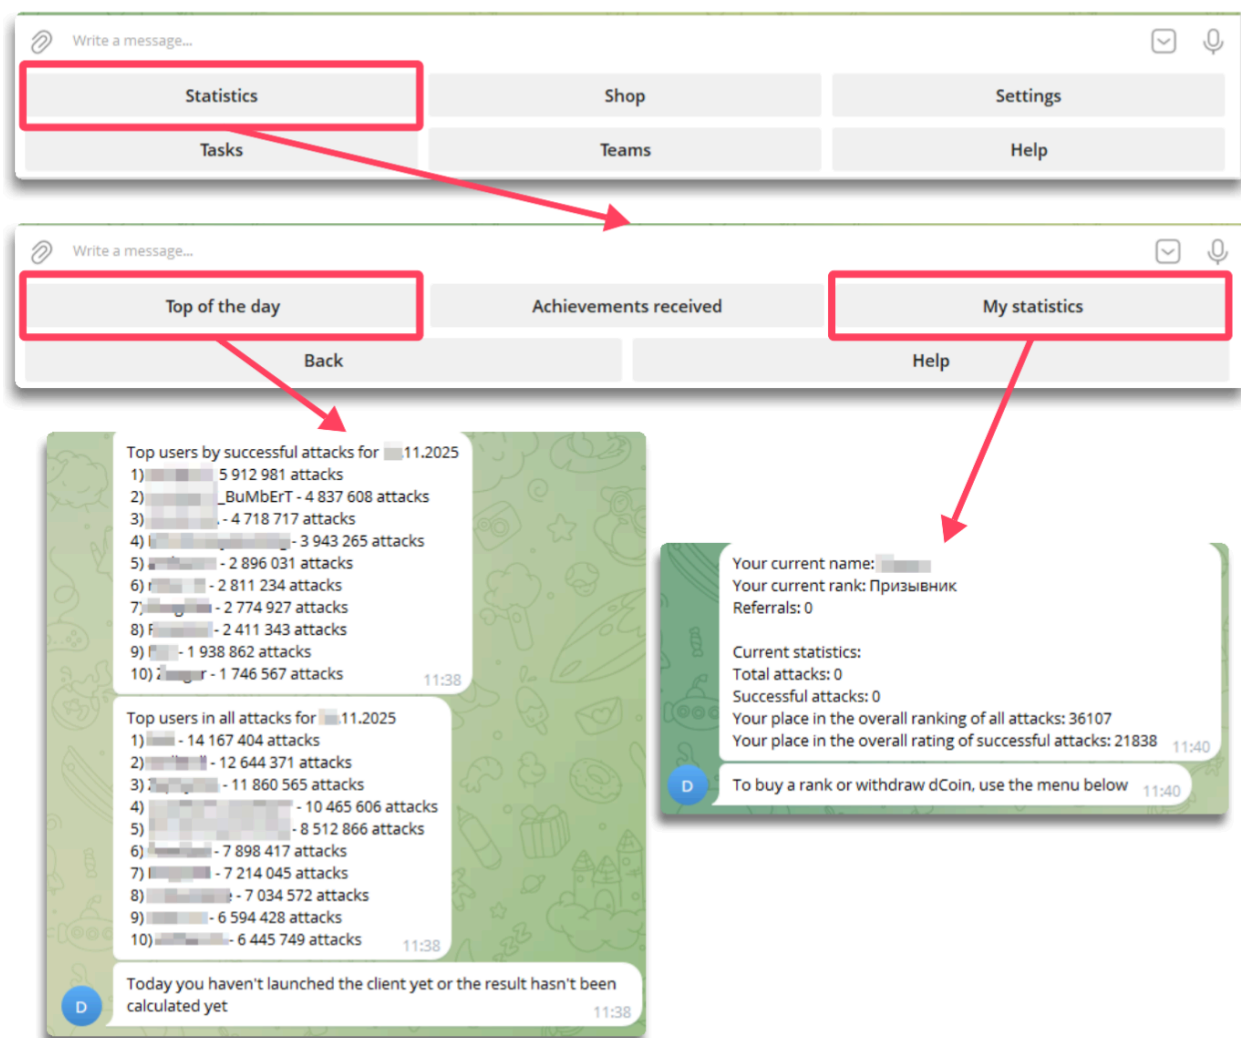 Write a message...
Statistics
Shop
Settings
Tasks
Teams
Help
Write a message...
Top of the day
Achievements received
My statistics
Back
Help
Top users by successful attacks for .11.2025
1) 5 912 981 attacks
2) _BuMbErT - 4 837 608 attacks
3) - 4 718 717 attacks
4) - 3 943 265 attacks
5) - 2 896 031 attacks
6) - 2 811 234 attacks
7) - 2 774 927 attacks
8) - 2 411 343 attacks
9) - 1 938 862 attacks
10) - 1 746 567 attacks
11:38
Top users in all attacks for .11.2025
1) - 14 167 404 attacks
2) - 12 644 371 attacks
3) - 11 860 565 attacks
4) - 10 465 606 attacks
5) - 8 512 866 attacks
6) - 7 898 417 attacks
7) - 7 214 045 attacks
8) - 7 034 572 attacks
9) - 6 594 428 attacks
10) - 6 445 749 attacks
11:38
Today you haven't launched the client yet or the result hasn't been
calculated yet
11:38
D
Your current name:
Your current rank: Призывник
Referrals: 0
Current statistics:
Total attacks: 0
Successful attacks: 0
Your place in the overall ranking of all attacks: 36107
Your place in the overall rating of successful attacks: 21838
11:40
D
To buy a rank or withdraw dCoin, use the menu below
11:40